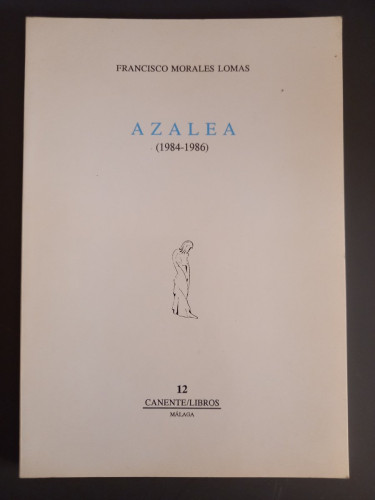 FRANCISCO MORALES LOMAS
AZALEA
(1984-1986)
12
CANENTE/LIBROS
MÁLAGA